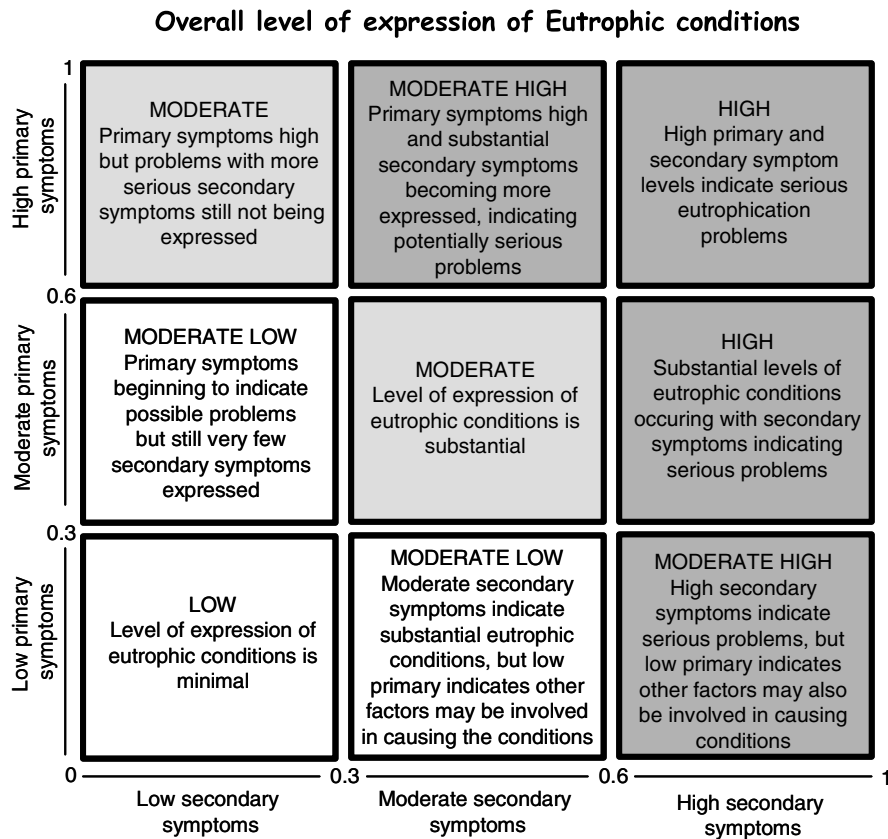 Overall level of expression of Eutrophic conditions
1
High primary
symptoms
MODERATE
Primary symptoms high
but problems with more
serious secondary
symptoms still not being
expressed
MODERATE HIGH
Primary symptoms high
and substantial
secondary symptoms
becoming more
expressed, indicating
potentially serious
problems
HIGH
High primary and
secondary symptom
levels indicate serious
eutrophication
problems
0.6
Moderate primary
symptoms
MODERATE LOW
Primary symptoms
beginning to indicate
possible problems
but still very few
secondary symptoms
expressed
MODERATE
Level of expression of
eutrophic conditions is
substantial
HIGH
Substantial levels of
eutrophic conditions
occuring with secondary
symptoms indicating
serious problems
0.3
Low primary
symptoms
LOW
Level of expression of
eutrophic conditions is
minimal
MODERATE LOW
Moderate secondary
symptoms indicate
substantial eutrophic
conditions, but low
primary indicates other
factors may be involved
in causing the conditions
MODERATE HIGH
High secondary
symptoms indicate
serious problems, but
low primary indicates
other factors may also
be involved in causing
conditions
0
0.3
0.6
1
Low secondary
symptoms
Moderate secondary
symptoms
High secondary
symptoms